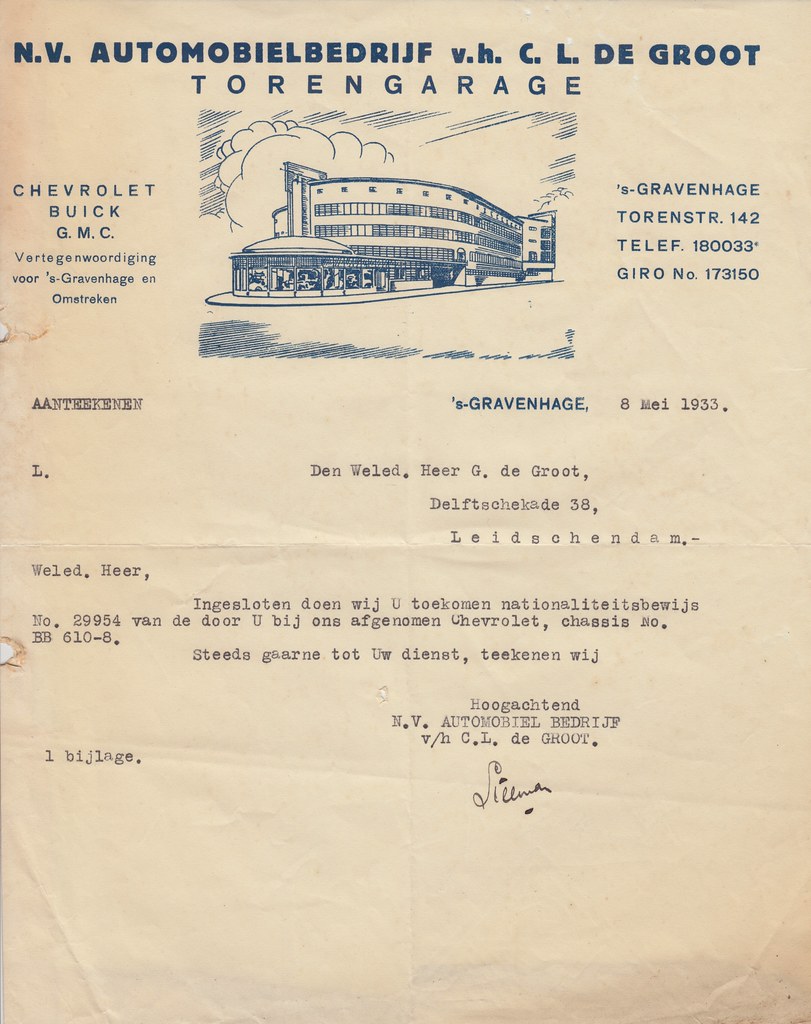 N.V. AUTOMOBIELBEDRIJF v.h. C. L. DE GROOT
TORENGARAGE
CHEVROLET
BUICK
G. M. C.
Vertegenwoordiging
voor 's-Gravenhage en
Omstreken
's-GRAVENHAGE
TORENSTR. 142
TELEF. 180033*
GIRO No. 173150
AANTEEKENEN
's-GRAVENHAGE, 8 Mei 1933.
L. Den Weled. Heer G. de Groot,
Delftschekade 38,
Leidschendam.-
Weled. Heer,
Ingesloten doen wij U toekomen nationaliteitsbewijs
No. 29954 van de door U bij ons afgenomen Chevrolet, chassis No.
BB 610-8.
Steeds gaarne tot Uw dienst, teekenen wij
Hoogachtend
N.V. AUTOMOBIEL BEDRIJF
v/h C.L. de GROOT.
1 bijlage.